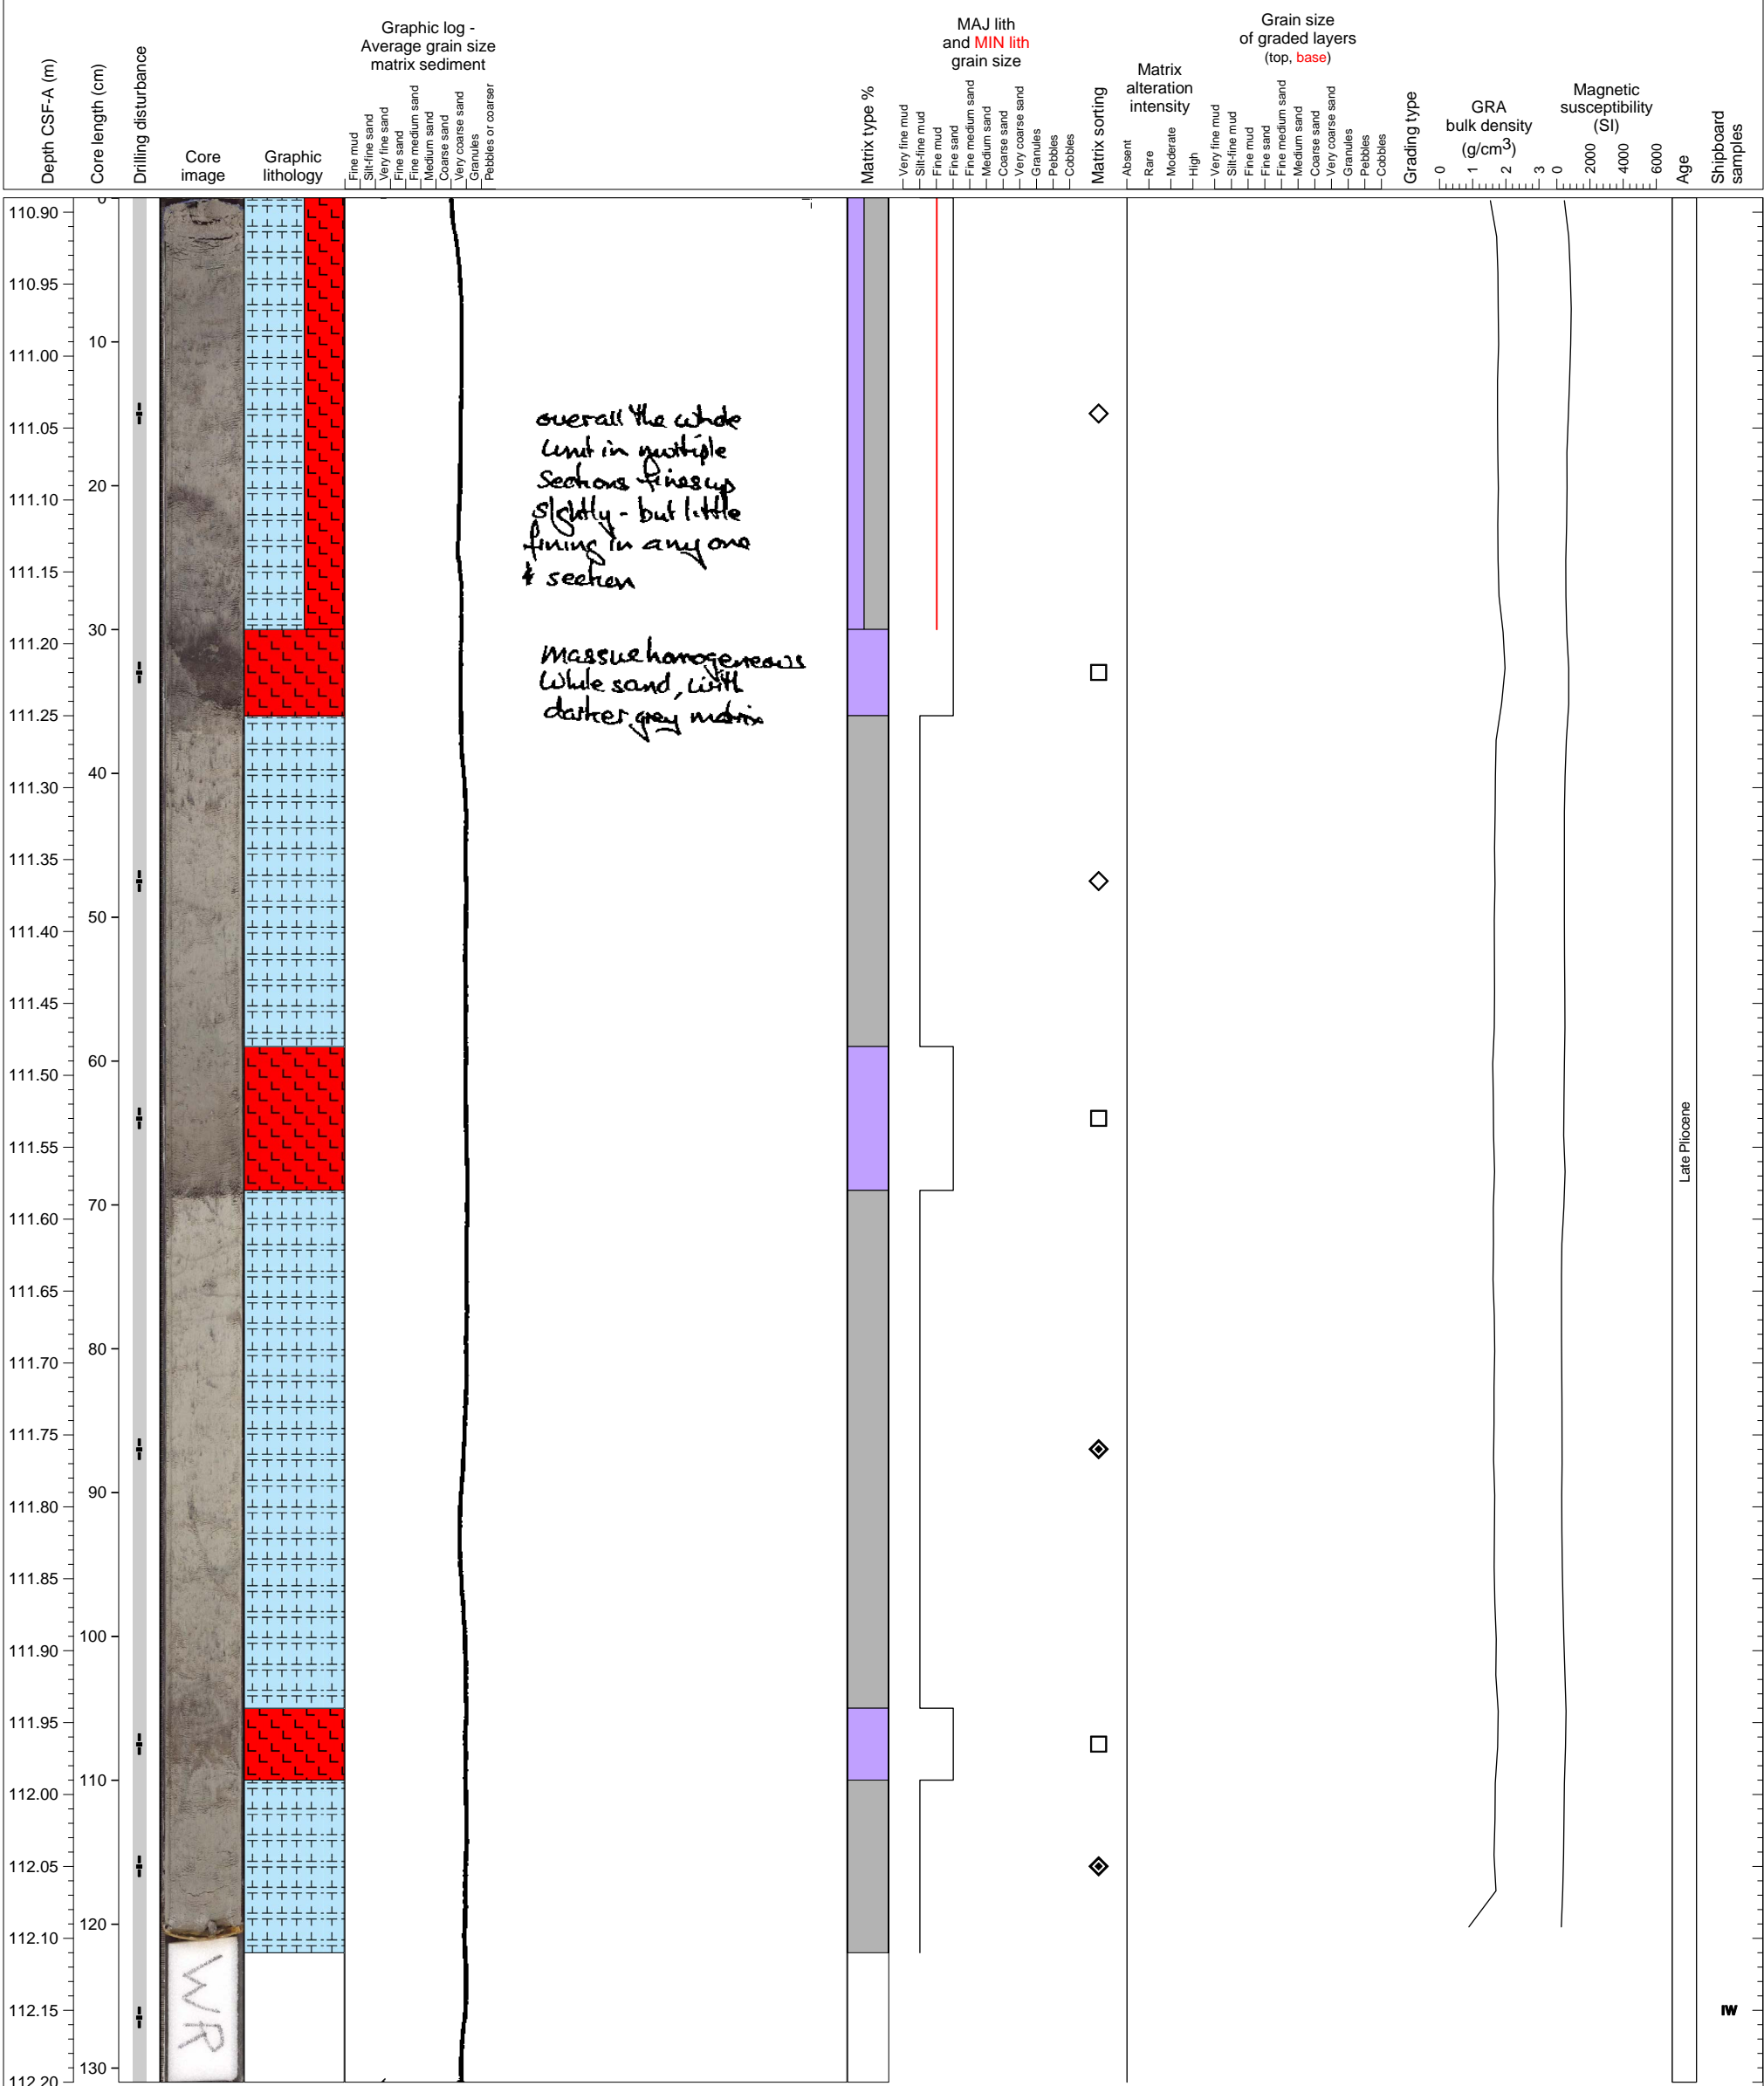 Depth CSF-A (m)
Core length (cm)
Drilling disturbance
Core
image
Graphic
lithology
Graphic log -
Average grain size
matrix sediment
Fine mud
Silt-fine sand
Very fine sand
Fine sand
Fine medium sand
Medium sand
Coarse sand
Very coarse sand
Granules
Pebbles or coarser
Matrix type %
MAJ lith
and MIN lith
grain size
Very fine mud
Silt-fine mud
Fine mud
Fine sand
Fine medium sand
Medium sand
Coarse sand
Very coarse sand
Granules
Pebbles
Cobbles
Matrix sorting
Matrix
alteration
intensity
Absent
Rare
Moderate
High
Grain size
of graded layers
(top, base)
Very fine mud
Silt-fine mud
Fine mud
Fine sand
Fine medium sand
Medium sand
Coarse sand
Very coarse sand
Granules
Pebbles
Cobbles
Grading type
GRA
bulk density
(g/cm3)
0 1 2 3
Magnetic
susceptibility
(SI)
0 2000 4000 6000
Age
Shipboard
samples
110.90
110.95
111.00
111.05
111.10
111.15
111.20
111.25
111.30
111.35
111.40
111.45
111.50
111.55
111.60
111.65
111.70
111.75
111.80
111.85
111.90
111.95
112.00
112.05
112.10
112.15
112.20
0
10
20
30
40
50
60
70
80
90
100
110
120
130
overall the whole
unit in multiple
sections fines up
slightly - but little
fining in any one
section
massive homogeneous
white sand, with
darker grey matrix
Late Pliocene
WR
IW